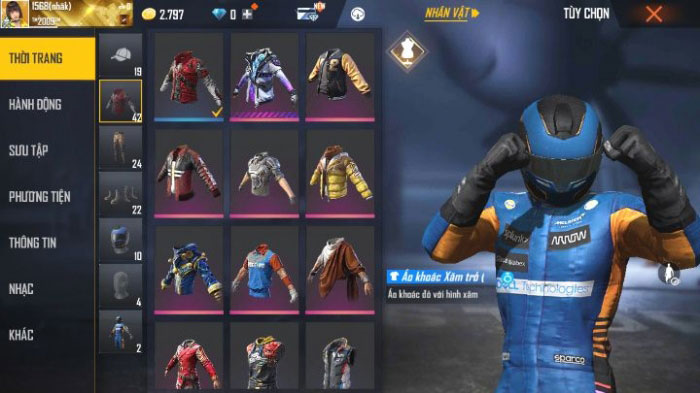 1568(nhak)
2.797
0
NHÂN VẬT
TÙY CHỌN
THỜI TRANG
HÀNH ĐỘNG
SƯU TẬP
PHƯƠNG TIỆN
THÔNG TIN
NHẠC
KHÁC
19
42
24
22
10
4
2
Áo khoác Xăm trổ (
Áo khoác đỏ với hình xăm
splunk>
ARROW
Technologies
sparco